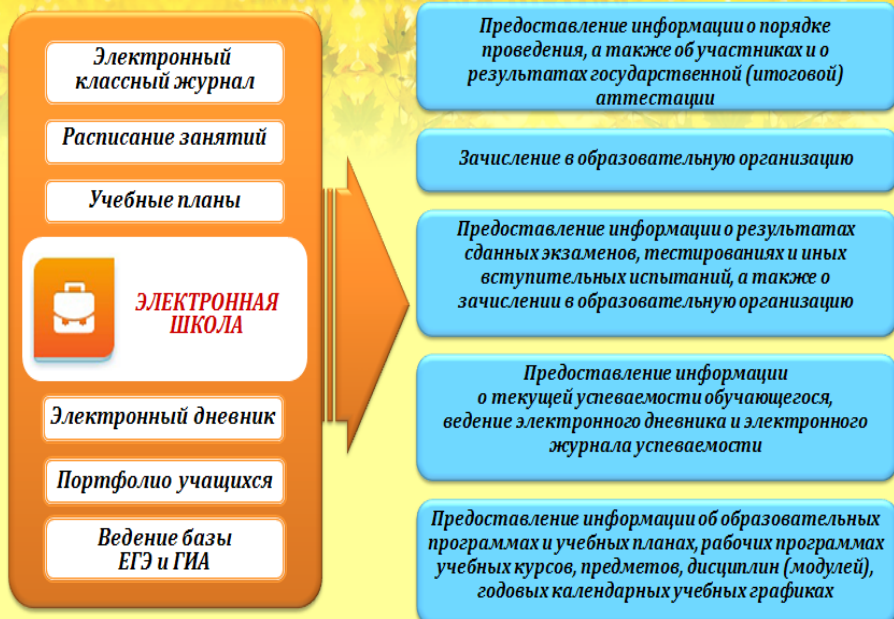 Электронный
классный журнал
Расписание занятий
Учебные планы
ЭЛЕКТРОННАЯ
ШКОЛА
Электронный дневник
Портфолио учащихся
Ведение базы
ЕГЭ и ГИА
Предоставление информации о порядке
проведения, а также об участниках и о
результатах государственной (итоговой)
аттестации
Зачисление в образовательную организацию
Предоставление информации о результатах
сданных экзаменов, тестированиях и иных
вступительных испытаний, а также о
зачислении в образовательную организацию
Предоставление информации
о текущей успеваемости обучающегося,
ведение электронного дневника и электронного
журнала успеваемости
Предоставление информации об образовательных
программах и учебных планах, рабочих программах
учебных курсов, предметов, дисциплин (модулей),
годовых календарных учебных графиках